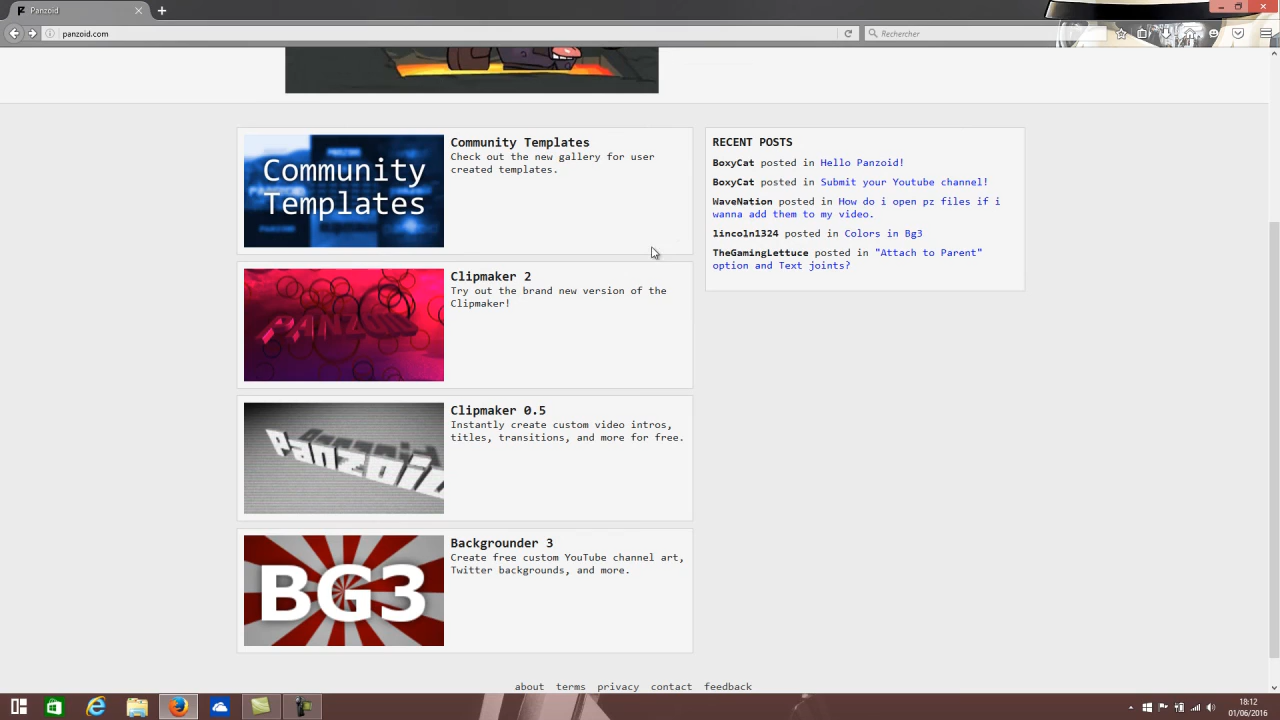 Panzoid
panzoid.com
Rechercher
Community
Templates
Community Templates
Check out the new gallery for user
created templates.
PANZOID
Clipmaker 2
Try out the brand new version of the
Clipmaker!
Panzoid
Clipmaker 0.5
Instantly create custom video intros,
titles, transitions, and more for free.
BG3
Backgrounder 3
Create free custom YouTube channel art,
Twitter backgrounds, and more.
RECENT POSTS
BoxyCat posted in Hello Panzoid!
BoxyCat posted in Submit your Youtube channel!
WaveNation posted in How do i open pz files if i
wanna add them to my video.
lincoln1324 posted in Colors in Bg3
TheGamingLettuce posted in "Attach to Parent"
option and Text joints?
about terms privacy contact feedback
18:12
01/06/2016